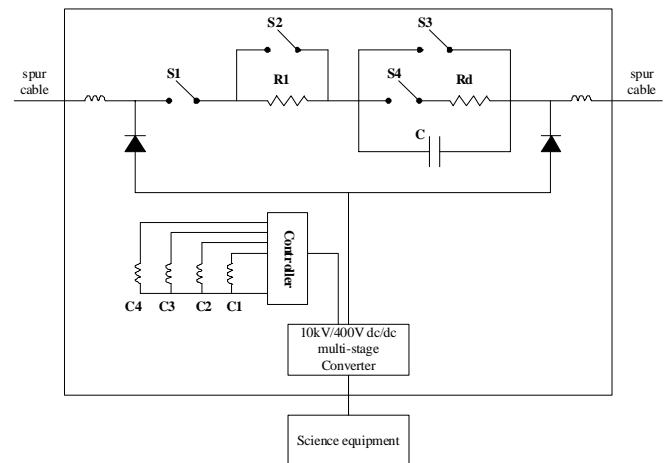 S2
S3
spur
cable
S1
R1
S4
Rd
spur
cable
C
Controller
C4
C3
C2
C1
10kV/400V dc/dc
multi-stage
Converter
Science equipment